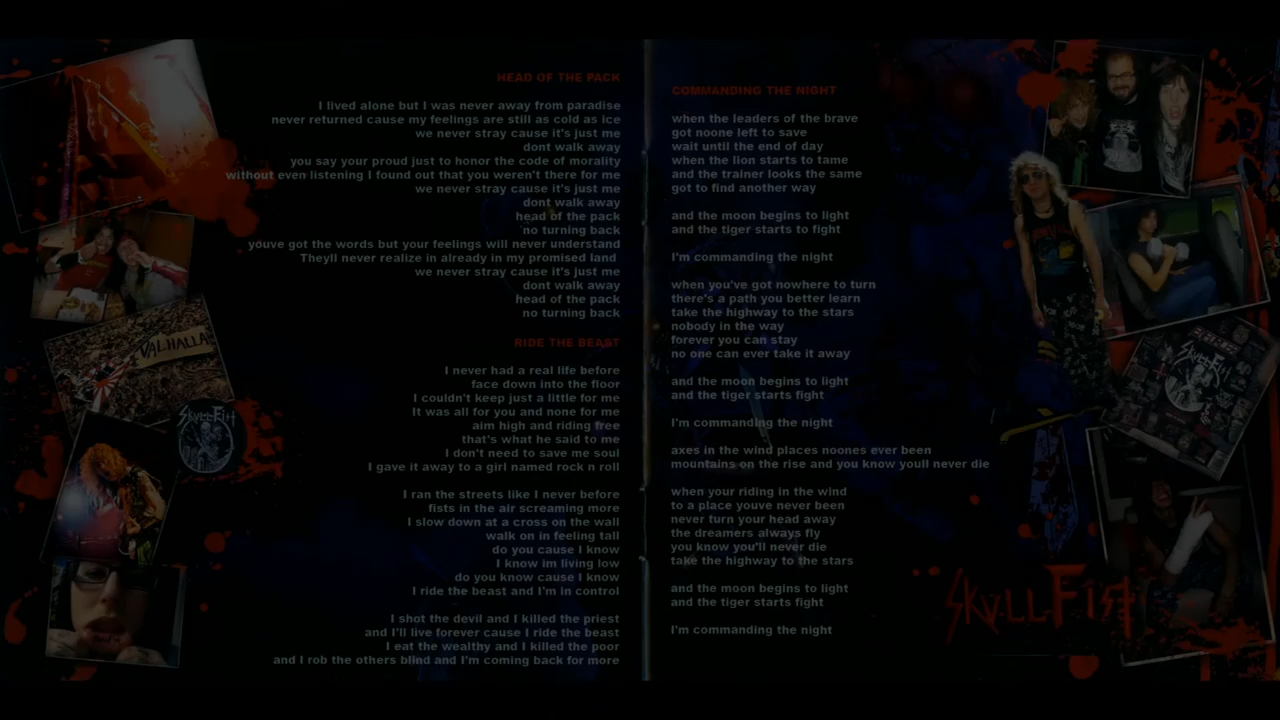 HEAD OF THE PACK
I lived alone but I was never away from paradise
never returned cause my feelings are still as cold as ice
we never stray cause it's just me
dont walk away
you say your proud just to honor the code of morality
without even listening I found out that you weren't there for me
we never stray cause it's just me
dont walk away
head of the pack
no turning back
youve got the words but your feelings will never understand
Theyll never realize in already in my promised land
we never stray cause it's just me
dont walk away
head of the pack
no turning back
RIDE THE BEAST
I never had a real life before
face down into the floor
I couldn't keep just a little for me
It was all for you and none for me
aim high and riding free
that's what he said to me
I don't need to save me soul
I gave it away to a girl named rock n roll
I ran the streets like I never before
fists in the air screaming more
I slow down at a cross on the wall
walk on in feeling tall
do you cause I know
I know im living low
do you know cause I know
I ride the beast and I'm in control
I shot the devil and I killed the priest
and I'll live forever cause I ride the beast
I eat the wealthy and I killed the poor
and I rob the others blind and I'm coming back for more
COMMANDING THE NIGHT
when the leaders of the brave
got noone left to save
wait until the end of day
when the lion starts to tame
and the trainer looks the same
got to find another way
and the moon begins to light
and the tiger starts to fight
I'm commanding the night
when you've got nowhere to turn
there's a path you better learn
take the highway to the stars
nobody in the way
forever you can stay
no one can ever take it away
and the moon begins to light
and the tiger starts fight
I'm commanding the night
axes in the wind places noones ever been
mountains on the rise and you know youll never die
when your riding in the wind
to a place youve never been
never turn your head away
the dreamers always fly
you know you'll never die
take the highway to the stars
and the moon begins to light
and the tiger starts fight
I'm commanding the night
VALHALLA
SKULL FIST
SKULL FIST
SKULL FIST